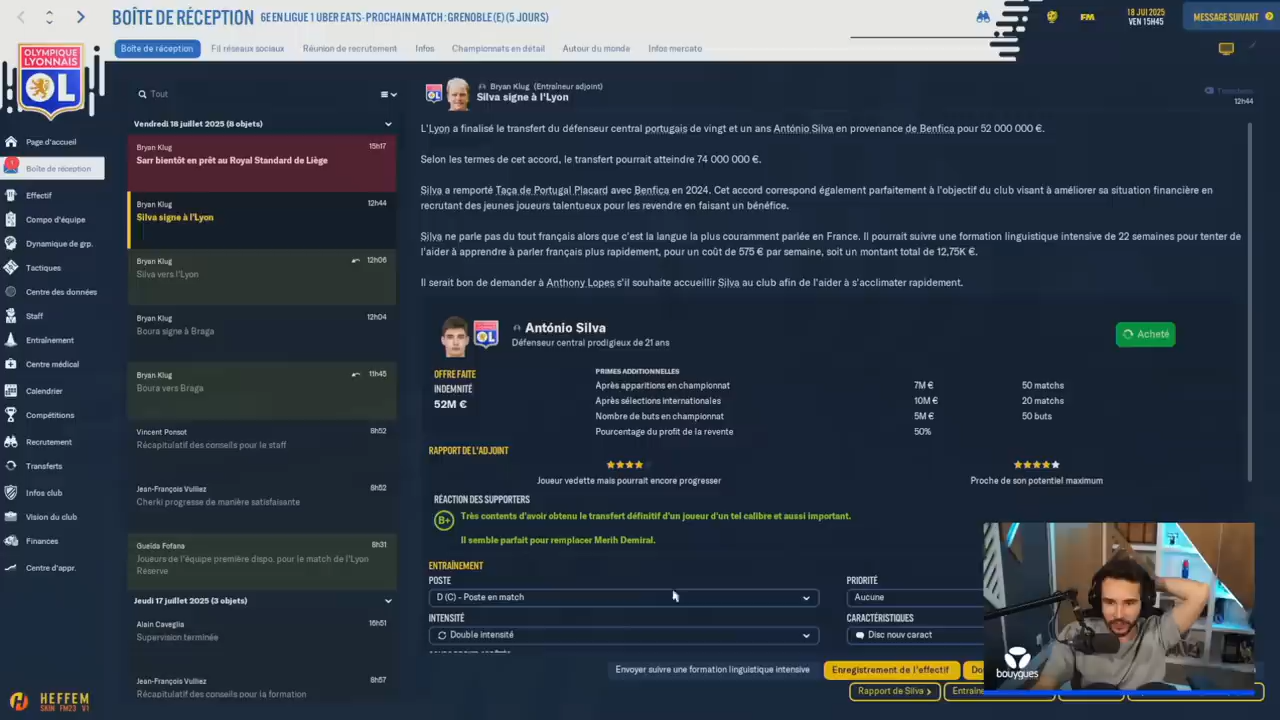 BOÎTE DE RÉCEPTION
6E EN LIGUE 1 UBER EATS - PROCHAIN MATCH : GRENOBLE (E) (5 JOURS)
FM
18 JUI 2025
VEN 15H45
MESSAGE SUIVANT
Boîte de réception
Fil réseaux sociaux
Réunion de recrutement
Infos
Championnats en détail
Autour du monde
Infos mercato
OLYMPIQUE
LYONNAIS
OL
Page d'accueil
1
Boîte de réception
Effectif
Compo d'équipe
Dynamique de grp.
Tactiques
Centre des données
Staff
Entraînement
Centre médical
Calendrier
Compétitions
Recrutement
Transferts
Infos club
Vision du club
Finances
Centre d'appr.
HEFFEM
SKIN FM23 V1
Tout
Vendredi 18 juillet 2025 (8 objets)
Bryan Klug
15h17
Sarr bientôt en prêt au Royal Standard de Liège
Bryan Klug
12h44
Silva signe à l'Lyon
Bryan Klug
12h06
Silva vers l'Lyon
Bryan Klug
12h04
Boura signe à Braga
Bryan Klug
11h45
Boura vers Braga
Vincent Ponsot
8h52
Récapitulatif des conseils pour le staff
Jean-François Vulliez
8h52
Cherki progresse de manière satisfaisante
Gueïda Fofana
8h31
Joueurs de l'équipe première dispo. pour le match de l'Lyon
Réserve
Jeudi 17 juillet 2025 (3 objets)
Alain Caveglia
16h51
Supervision terminée
Jean-François Vulliez
8h57
Récapitulatif des conseils pour la formation
Bryan Klug (Entraîneur adjoint)
Silva signe à l'Lyon
Transferts
12h44
L'Lyon a finalisé le transfert du défenseur central portugais de vingt et un ans António Silva en provenance de Benfica pour 52 000 000 €.
Selon les termes de cet accord, le transfert pourrait atteindre 74 000 000 €.
Silva a remporté Taça de Portugal Placard avec Benfica en 2024. Cet accord correspond également parfaitement à l'objectif du club visant à améliorer sa situation financière en
recrutant des jeunes joueurs talentueux pour les revendre en faisant un bénéfice.
Silva ne parle pas du tout français alors que c'est la langue la plus couramment parlée en France. Il pourrait suivre une formation linguistique intensive de 22 semaines pour tenter de
l'aider à apprendre à parler français plus rapidement, pour un coût de 575 € par semaine, soit un montant total de 12,75K €.
Il serait bon de demander à Anthony Lopes s'il souhaite accueillir Silva au club afin de l'aider à s'acclimater rapidement.
OL
António Silva
Défenseur central prodigieux de 21 ans
Acheté
OFFRE FAITE
INDEMNITÉ
52M €
PRIMES ADDITIONNELLES
Après apparitions en championnat
7M €
50 matchs
Après sélections internationales
10M €
20 matchs
Nombre de buts en championnat
5M €
50 buts
Pourcentage du profit de la revente
50%
RAPPORT DE L'ADJOINT
Joueur vedette mais pourrait encore progresser
Proche de son potentiel maximum
RÉACTION DES SUPPORTERS
B+
Très contents d'avoir obtenu le transfert définitif d'un joueur d'un tel calibre et aussi important.
Il semble parfait pour remplacer Merih Demiral.
ENTRAÎNEMENT
POSTE
D (C) - Poste en match
PRIORITÉ
Aucune
INTENSITÉ
Double intensité
CARACTÉRISTIQUES
Disc nouv caract
Envoyer suivre une formation linguistique intensive
Enregistrement de l'effectif
Rapport de Silva
bouygues